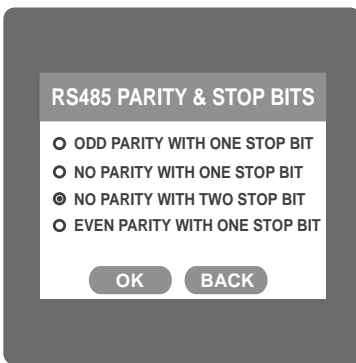 RS485 PARITY & STOP BITS
ODD PARITY WITH ONE STOP BIT
NO PARITY WITH ONE STOP BIT
NO PARITY WITH TWO STOP BIT
EVEN PARITY WITH ONE STOP BIT
OK BACK